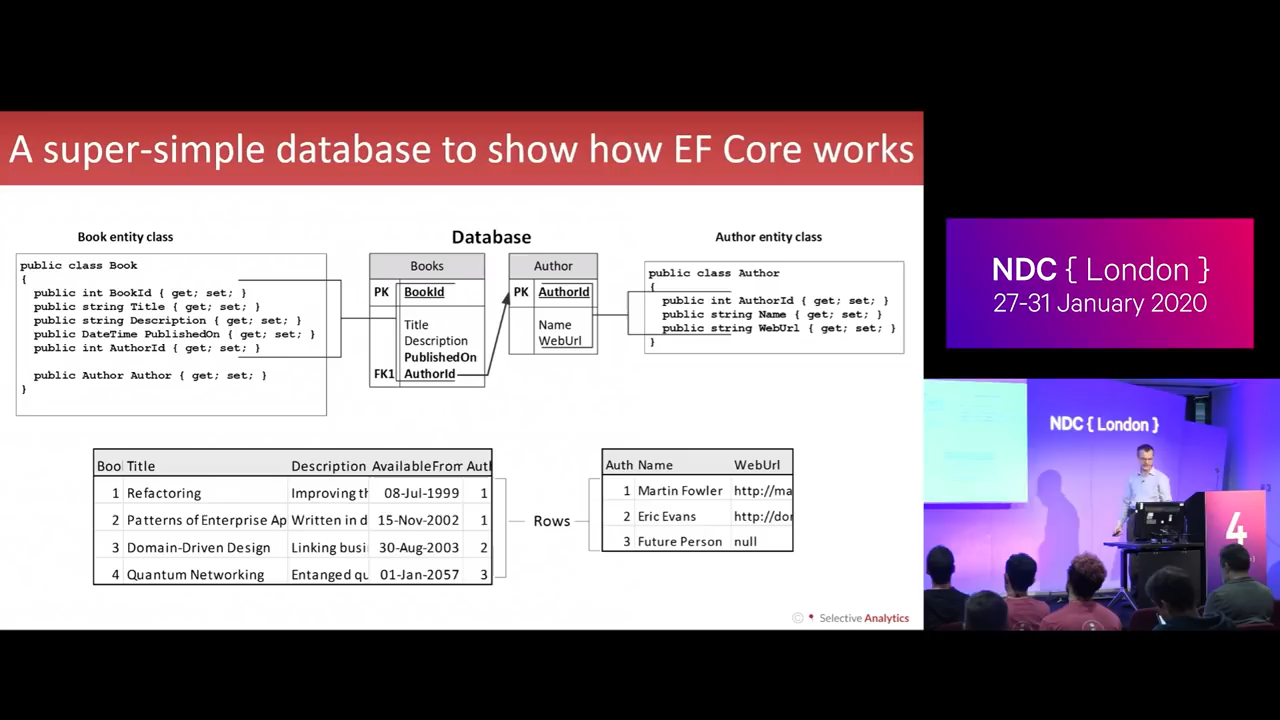 A super-simple database to show how EF Core works
Book entity class
public class Book
{
public int BookId { get; set; }
public string Title { get; set; }
public string Description { get; set; }
public DateTime PublishedOn { get; set; }
public int AuthorId { get; set; }
public Author Author { get; set; }
}
Database
Books
PK BookId
Title
Description
PublishedOn
FK1 AuthorId
Author
PK AuthorId
Name
WebUrl
Author entity class
public class Author
{
public int AuthorId { get; set; }
public string Name { get; set; }
public string WebUrl { get; set; }
}
Boo Title Description AvailableFrom Auth
1 Refactoring Improving th 08-Jul-1999 1
2 Patterns of Enterprise Ap Written in d 15-Nov-2002 1
3 Domain-Driven Design Linking busi 30-Aug-2003 2
4 Quantum Networking Entanged qu 01-Jan-2057 3
Rows
Auth Name WebUrl
1 Martin Fowler http://ma
2 Eric Evans http://dor
3 Future Person null
© Selective Analytics
NDC { London }
27-31 January 2020
NDC { London }
4